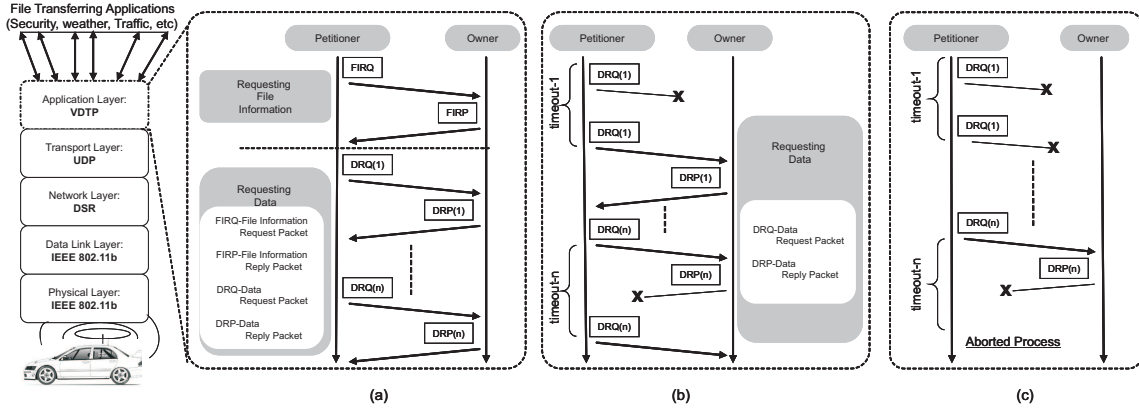 File Transferring Applications
(Security, weather, Traffic, etc)
Application Layer:
VDTP
Transport Layer:
UDP
Network Layer:
DSR
Data Link Layer:
IEEE 802.11b
Physical Layer:
IEEE 802.11b
Petitioner
Owner
Requesting
File
Information
FIRQ
FIRP
DRQ(1)
Requesting
Data
DRP(1)
FIRQ-File Information
Request Packet
FIRP-File Information
Reply Packet
DRQ-Data
Request Packet
DRP-Data
Reply Packet
DRQ(n)
DRP(n)
(a)
Petitioner
Owner
timeout-1
DRQ(1)
X
DRQ(1)
Requesting
Data
DRP(1)
DRQ(n)
DRQ-Data
Request Packet
DRP-Data
Reply Packet
timeout-n
DRP(n)
X
DRQ(n)
(b)
Petitioner
Owner
timeout-1
DRQ(1)
X
DRQ(1)
X
DRQ(n)
timeout-n
DRP(n)
X
Aborted Process
(c)